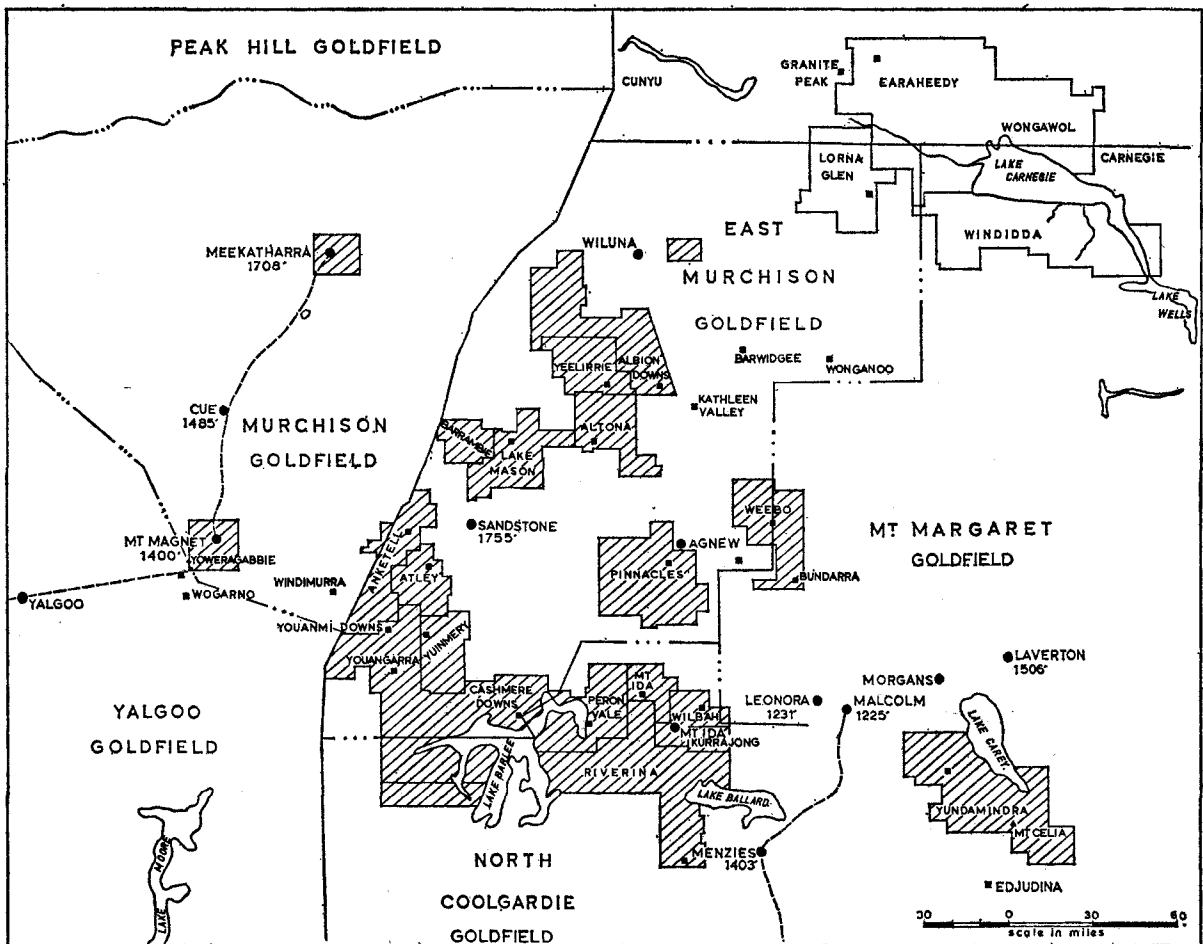 PEAK HILL GOLDFIELD
CUNYU
GRANITE
PEAK
EARAHEEDY
WONGAWOL
CARNEGIE
LORNA
GLEN
LAKE
CARNEGIE
WINDIDDA
LAKE
WELLS
MEEKATHARRA
1708'
WILUNA
EAST
MURCHISON
GOLDFIELD
YEELIRRIE
ALBION
DOWNS
BARWIDGEE
WONGANOO
KATHLEEN
VALLEY
CUE
1485'
MURCHISON
GOLDFIELD
BARRAMBIE
LAKE
MASON
ALTONA
SANDSTONE
1755'
WEEBO
MT. MARGARET
GOLDFIELD
MT MAGNET
1400'
YOWERAGABBIE
WOGARNO
YALGOO
WINDIMURRA
ANKETELL
ATLEY
AGNEW
PINNACLES
BUNDARRA
YOUANMI DOWNS
YUINMERY
YOUANGARRA
LAVERTON
1506'
CASHMERE
DOWNS
PERON
YALE
MT
IDA
WILBAH
MT IDA
KURRAJONG
LEONORA
1231'
MORGANS
MALCOLM
1225'
YALGOO
GOLDFIELD
LAKE BARLEE
RIVERINA
LAKE BALLARD
LAKE CAREY
YUNDAMINDRA
MT CELIA
MENZIES
1403'
EDJUDINA
LAKE MOORE
NORTH
COOLGARDIE
GOLDFIELD
30 0 30 60
scale in miles